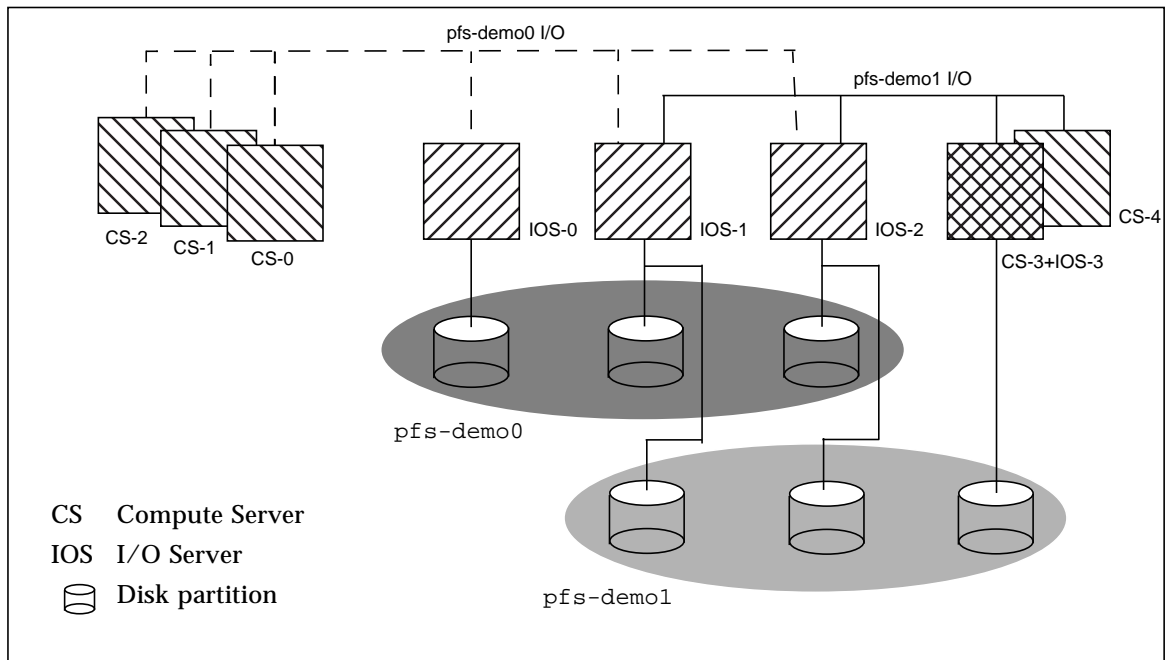 pfs-demo0 I/O
pfs-demo1 I/O
CS-2
CS-1
CS-0
IOS-0
IOS-1
IOS-2
CS-4
CS-3+IOS-3
pfs-demo0
pfs-demo1
CS Compute Server
IOS I/O Server
Disk partition